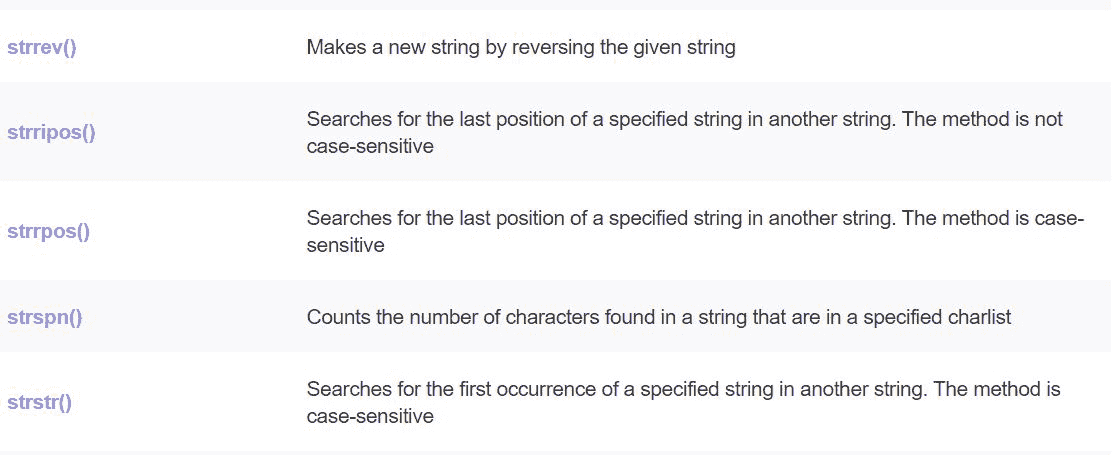 strrev()
Makes a new string by reversing the given string
strripos()
Searches for the last position of a specified string in another string. The method is not
case-sensitive
strrpos()
Searches for the last position of a specified string in another string. The method is case-
sensitive
strspn()
Counts the number of characters found in a string that are in a specified charlist
strstr()
Searches for the first occurrence of a specified string in another string. The method is
case-sensitive